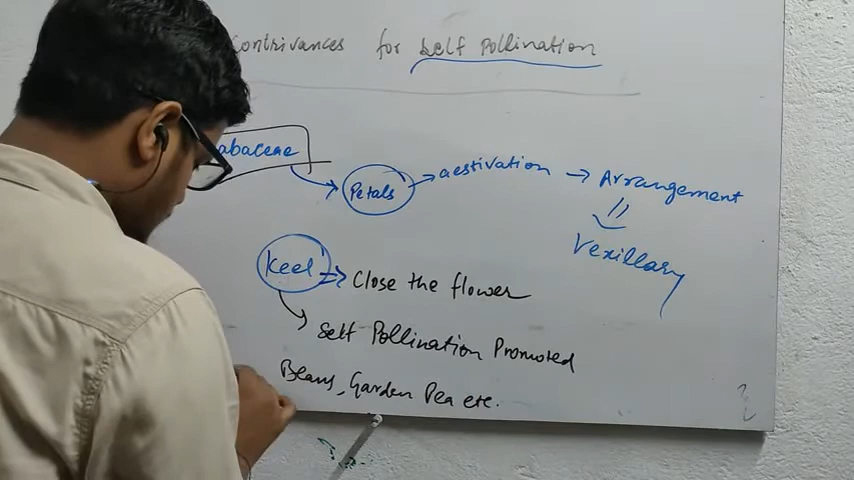 Contrivances for Self Pollination
abaceae
Petals → aestivation → Arrangement
Vexillary
Keel ⇒ Close the flower
Self Pollination Promoted
Beans, Garden Pea etc.